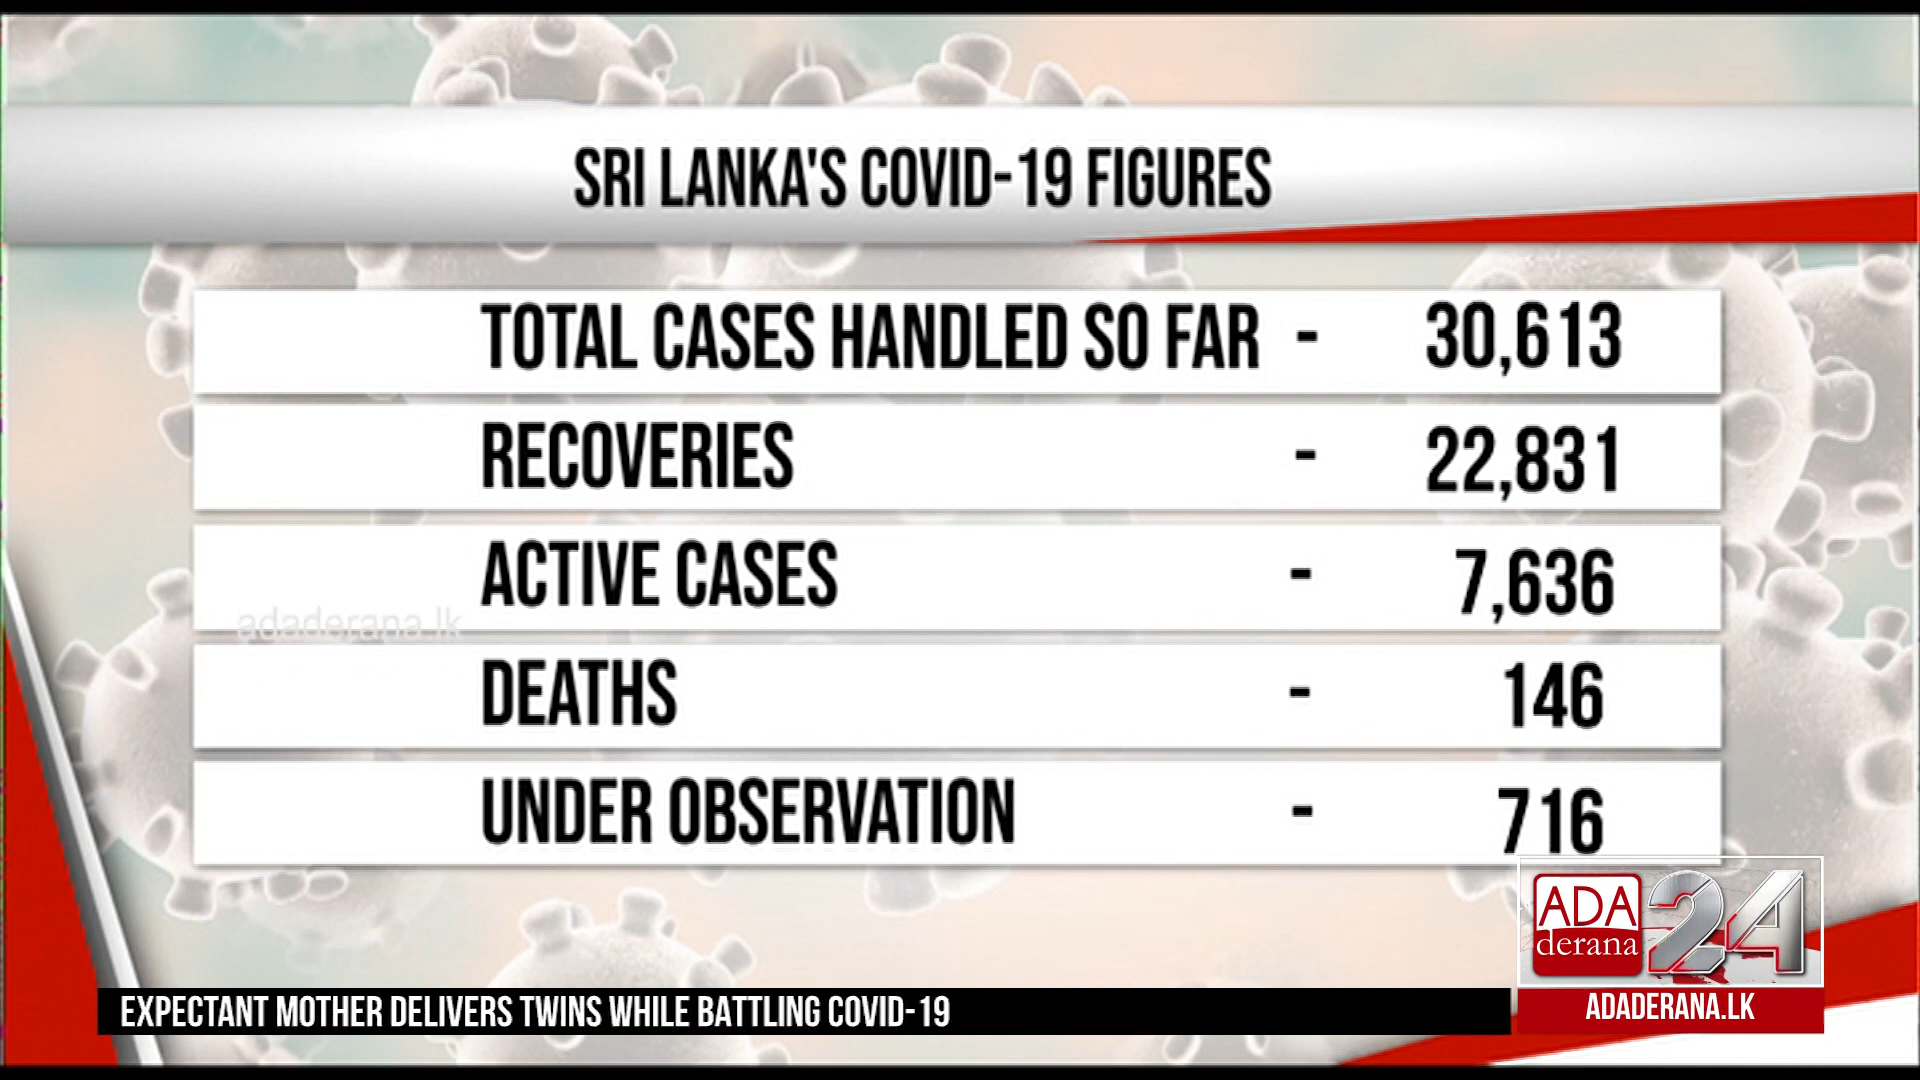 SRI LANKA'S COVID-19 FIGURES
TOTAL CASES HANDLED SO FAR - 30,613
RECOVERIES - 22,831
ACTIVE CASES - 7,636
adaderana.lk
DEATHS - 146
UNDER OBSERVATION - 716
ADA
derana
24
EXPECTANT MOTHER DELIVERS TWINS WHILE BATTLING COVID-19
ADADERANA.LK